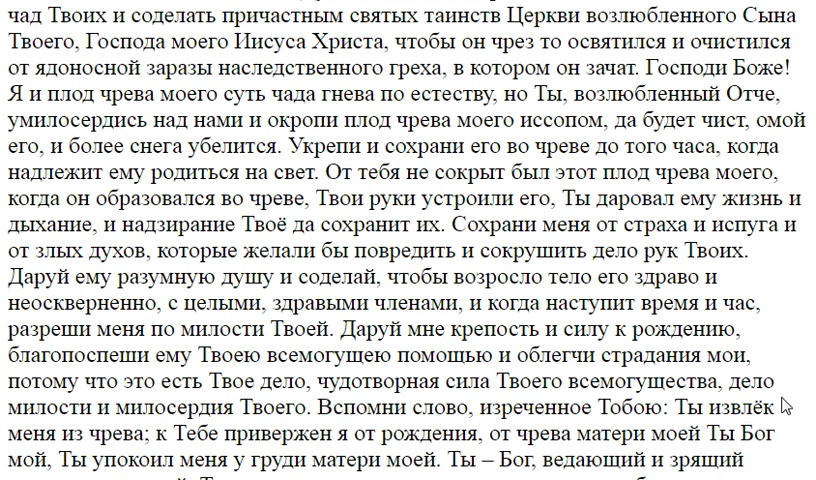 чад Твоих и соделать причастным святых таинств Церкви возлюбленного Сына
Твоего, Господа моего Иисуса Христа, чтобы он чрез то освятился и очистился
от ядоносной заразы наследственного греха, в котором он зачат. Господи Боже!
Я и плод чрева моего суть чада гнева по естеству, но Ты, возлюбленный Отче,
умилосердись над нами и окропи плод чрева моего иссопом, да будет чист, омой
его, и более снега убелится. Укрепи и сохрани его во чреве до того часа, когда
надлежит ему родиться на свет. От тебя не сокрыт был этот плод чрева моего,
когда он образовался во чреве, Твои руки устроили его, Ты даровал ему жизнь и
дыхание, и надзирание Твоё да сохранит их. Сохрани меня от страха и испуга и
от злых духов, которые желали бы повредить и сокрушить дело рук Твоих.
Даруй ему разумную душу и соделай, чтобы возросло тело его здраво и
неоскверненно, с целыми, здравыми членами, и когда наступит время и час,
разреши меня по милости Твоей. Даруй мне крепость и силу к рождению,
благопоспеши ему Твоею всемогущею помощью и облегчи страдания мои,
потому что это есть Твое дело, чудотворная сила Твоего всемогущества, дело
милости и милосердия Твоего. Вспомни слово, изреченное Тобою: Ты извлёк
меня из чрева; к Тебе привержен я от рождения, от чрева матери моей Ты Бог
мой, Ты упокоил меня у груди матери моей. Ты – Бог, ведающий и зрящий